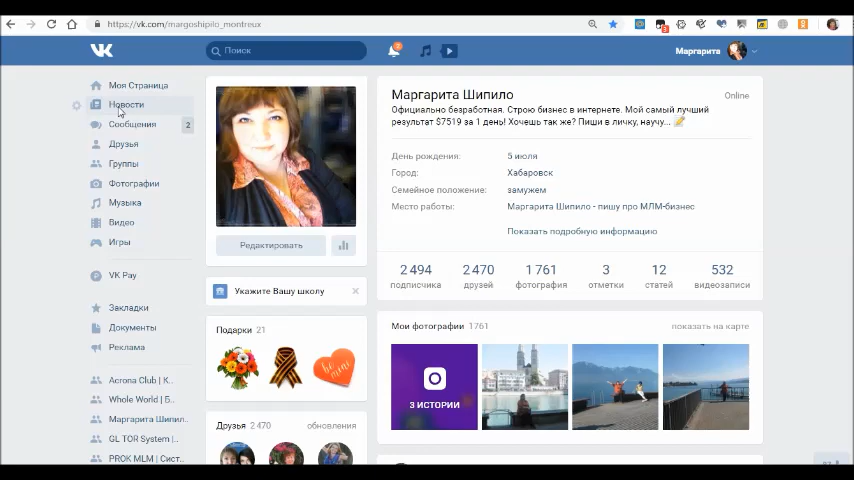 https://vk.com/margoshipilo_montreux
3
Поиск
Маргарита
Моя Страница
Новости
Сообщения
2
Друзья
Группы
Фотографии
Музыка
Видео
Игры
VK Pay
Закладки
Документы
Реклама
Acrona Club | К..
Whole World | Б..
Маргарита Шипил..
GL TOR System |..
PROK MLM | Сист..
Редактировать
Укажите Вашу школу
Подарки 21
be mine
Друзья 2 470
обновления
Маргарита Шипило
Online
Официально безработная. Строю бизнес в интернете. Мой самый лучший
результат $7519 за 1 день! Хочешь так же? Пиши в личку, научу...
День рождения: 5 июля
Город: Хабаровск
Семейное положение: замужем
Место работы: Маргарита Шипило - пишу про МЛМ-бизнес
Показать подробную информацию
2 494 2 470 1 761 3 12 532
подписчика друзей фотография отметки статей видеозаписи
Мои фотографии 1761
показать на карте
3 ИСТОРИИ